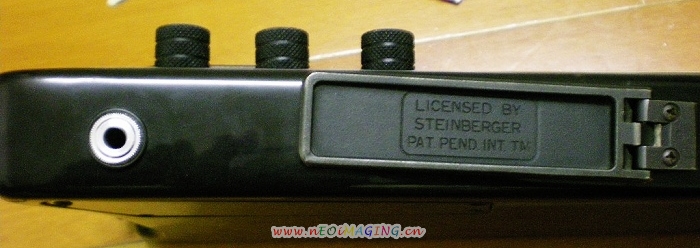 LICENSED BY
STEINBERGER
PAT. PEND. INT. TM
www.nEOiMAGING.cn